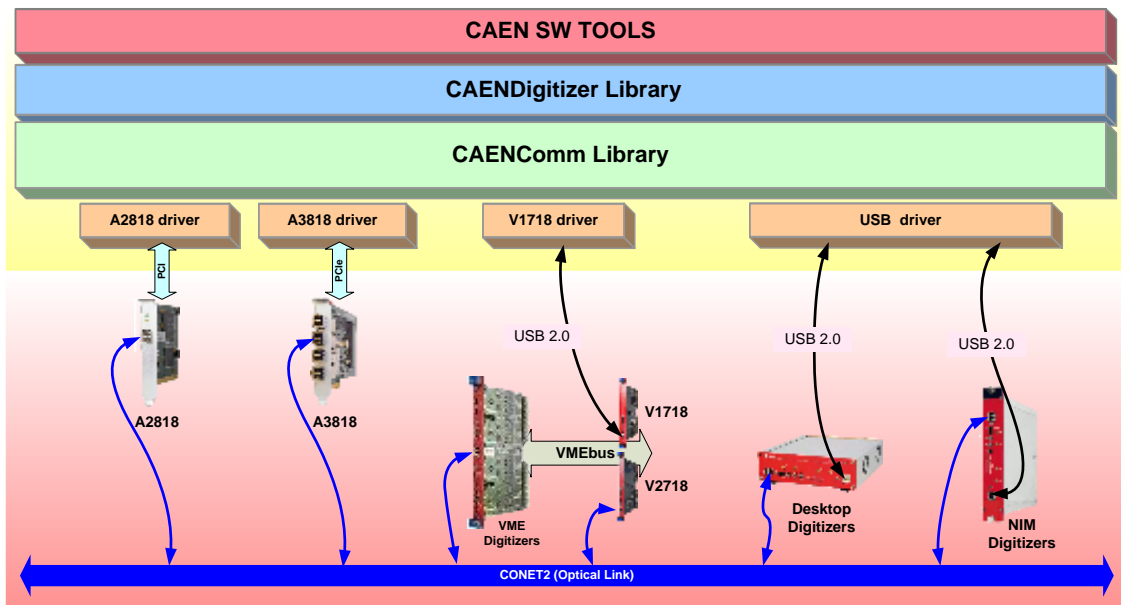 CAEN SW TOOLS
CAENDigitizer Library
CAENComm Library
A2818 driver
A3818 driver
V1718 driver
USB driver
PCI
PCIe
USB 2.0
USB 2.0
USB 2.0
A2818
A3818
V1718
VMEbus
V2718
VME
Digitizers
Desktop
Digitizers
NIM
Digitizers
CONET2 (Optical Link)